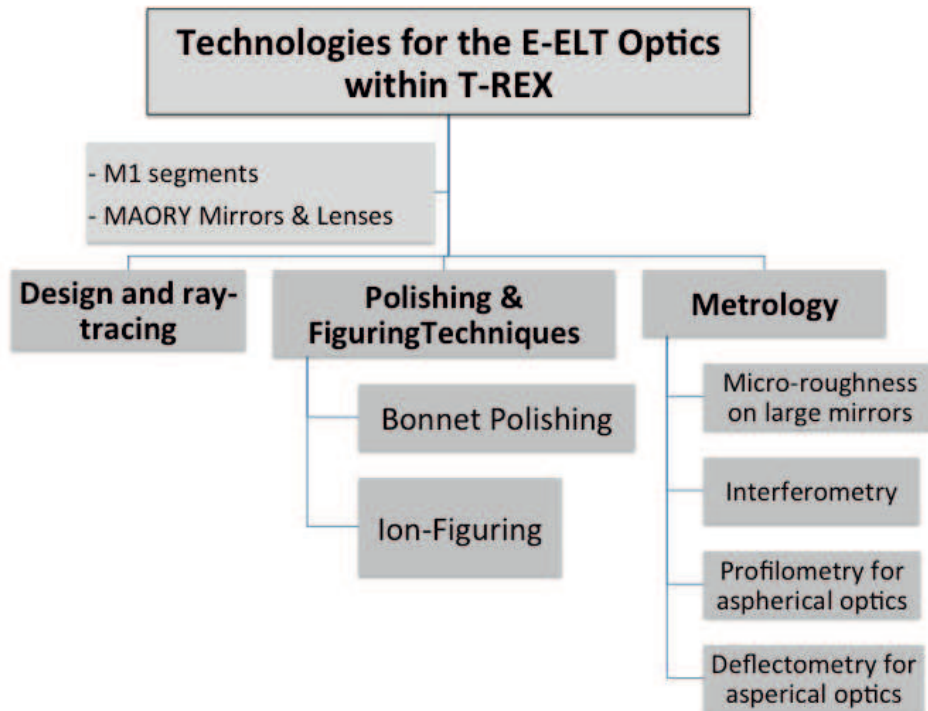 Technologies for the E-ELT Optics
within T-REX
- M1 segments
- MAORY Mirrors & Lenses
Design and ray-
tracing
Polishing &
FiguringTechniques
Bonnet Polishing
Ion-Figuring
Metrology
Micro-roughness
on large mirrors
Interferometry
Profilometry for
aspherical optics
Deflectometry for
asperical optics